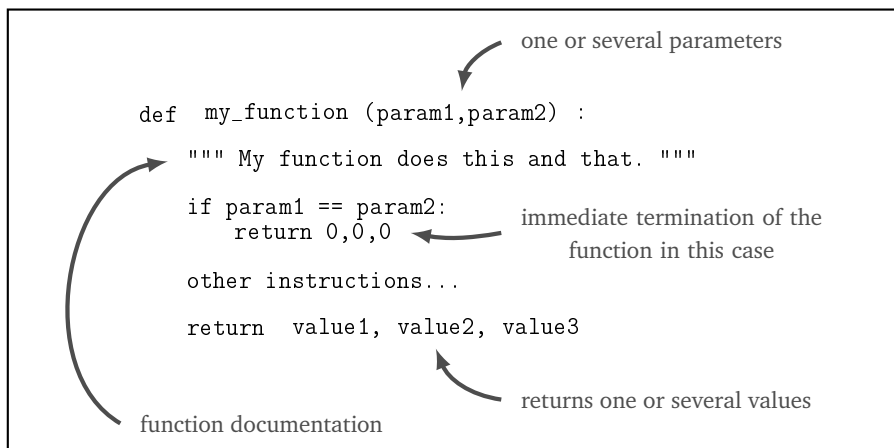 one or several parameters
def my_function (param1,param2) :
""" My function does this and that. """
if param1 == param2:
return 0,0,0
immediate termination of the
function in this case
other instructions...
return value1, value2, value3
returns one or several values
function documentation